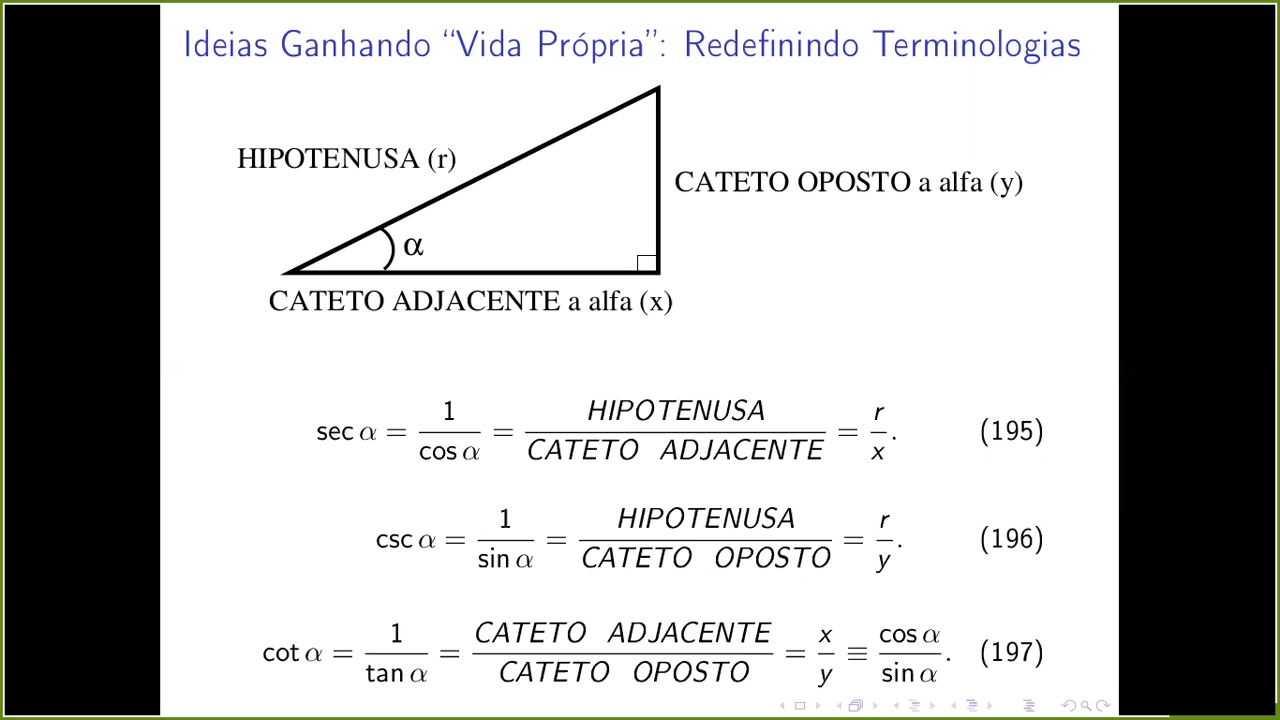 Ideias Ganhando “Vida Própria”: Redefinindo Terminologias
HIPOTENUSA (r)
CATETO OPOSTO a alfa (y)
α
CATETO ADJACENTE a alfa (x)
sec α = 1/cos α = HIPOTENUSA/CATETO ADJACENTE = r/x. (195)
csc α = 1/sin α = HIPOTENUSA/CATETO OPOSTO = r/y. (196)
cot α = 1/tan α = CATETO ADJACENTE/CATETO OPOSTO = x/y ≡ cos α/sin α. (197)